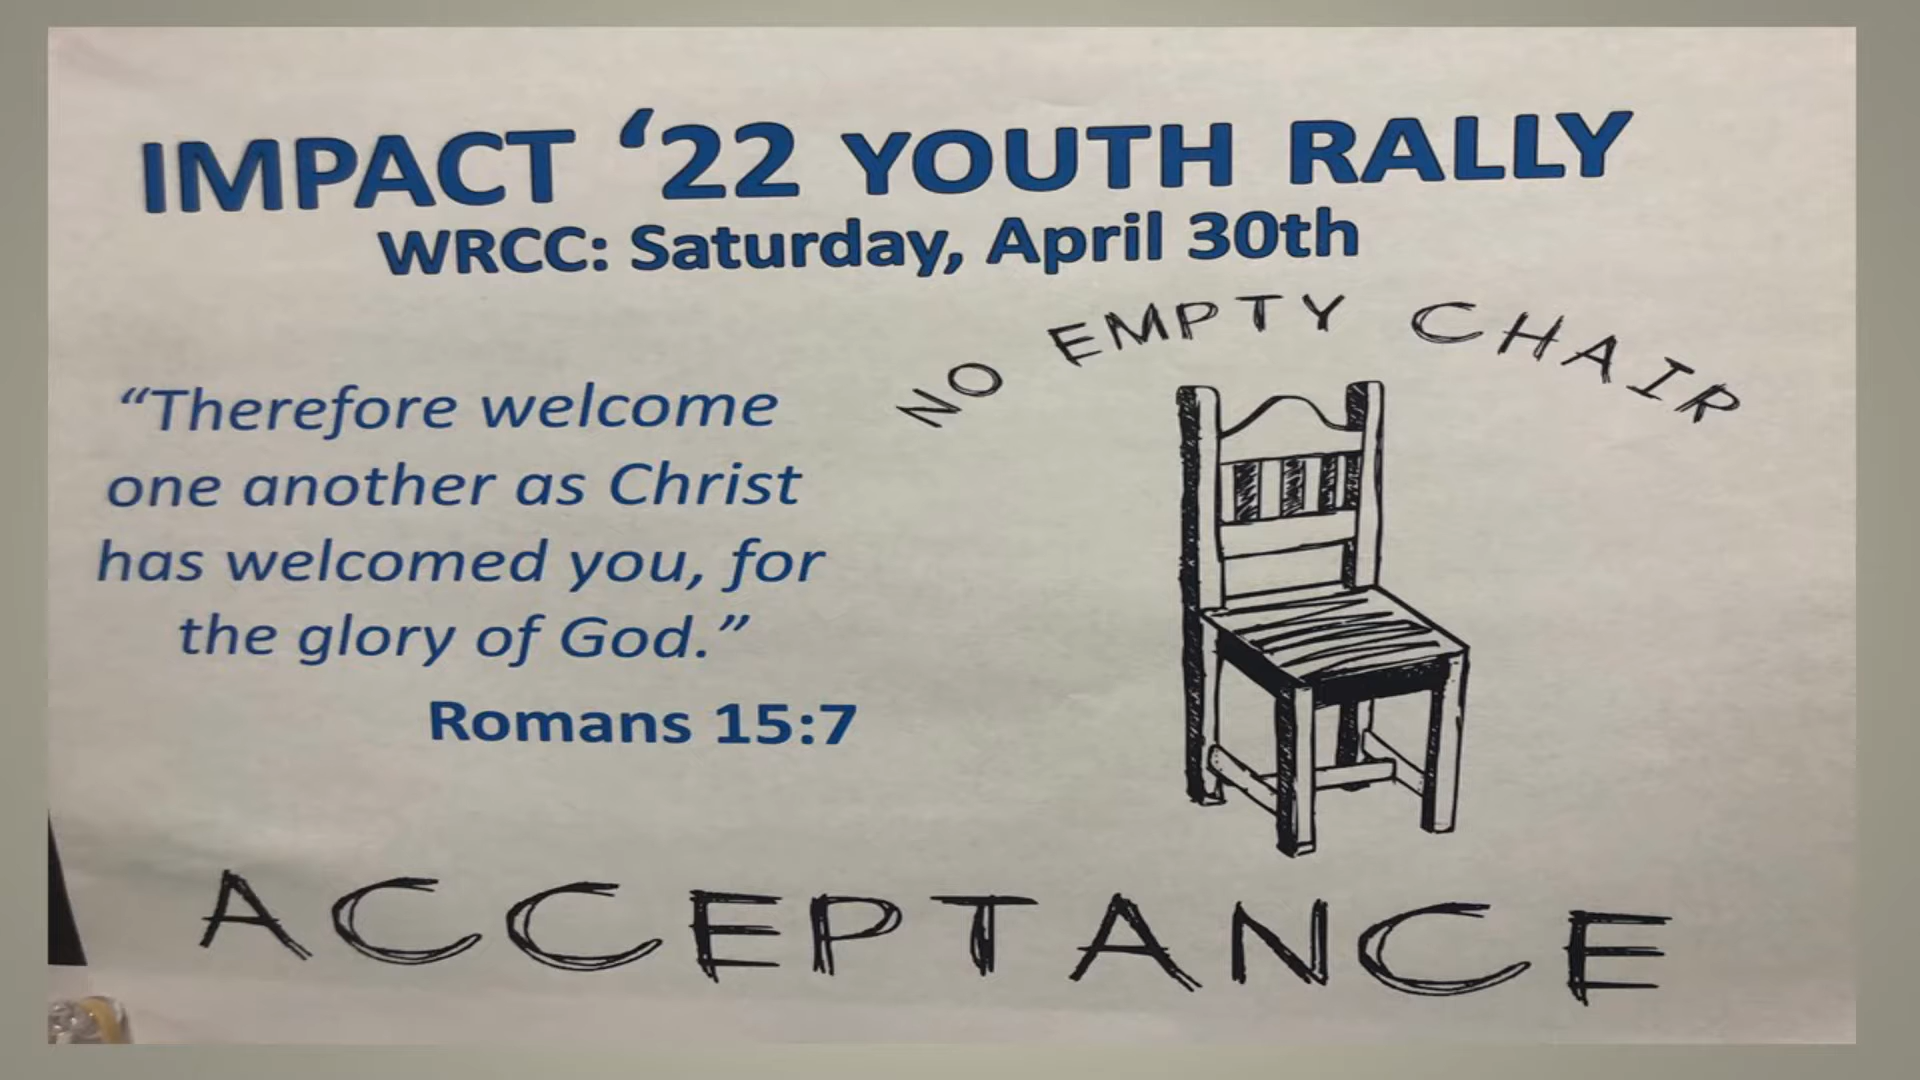 IMPACT ‘22 YOUTH RALLY
WRCC: Saturday, April 30th
NO EMPTY CHAIR
“Therefore welcome
one another as Christ
has welcomed you, for
the glory of God.”
Romans 15:7
ACCEPTANCE